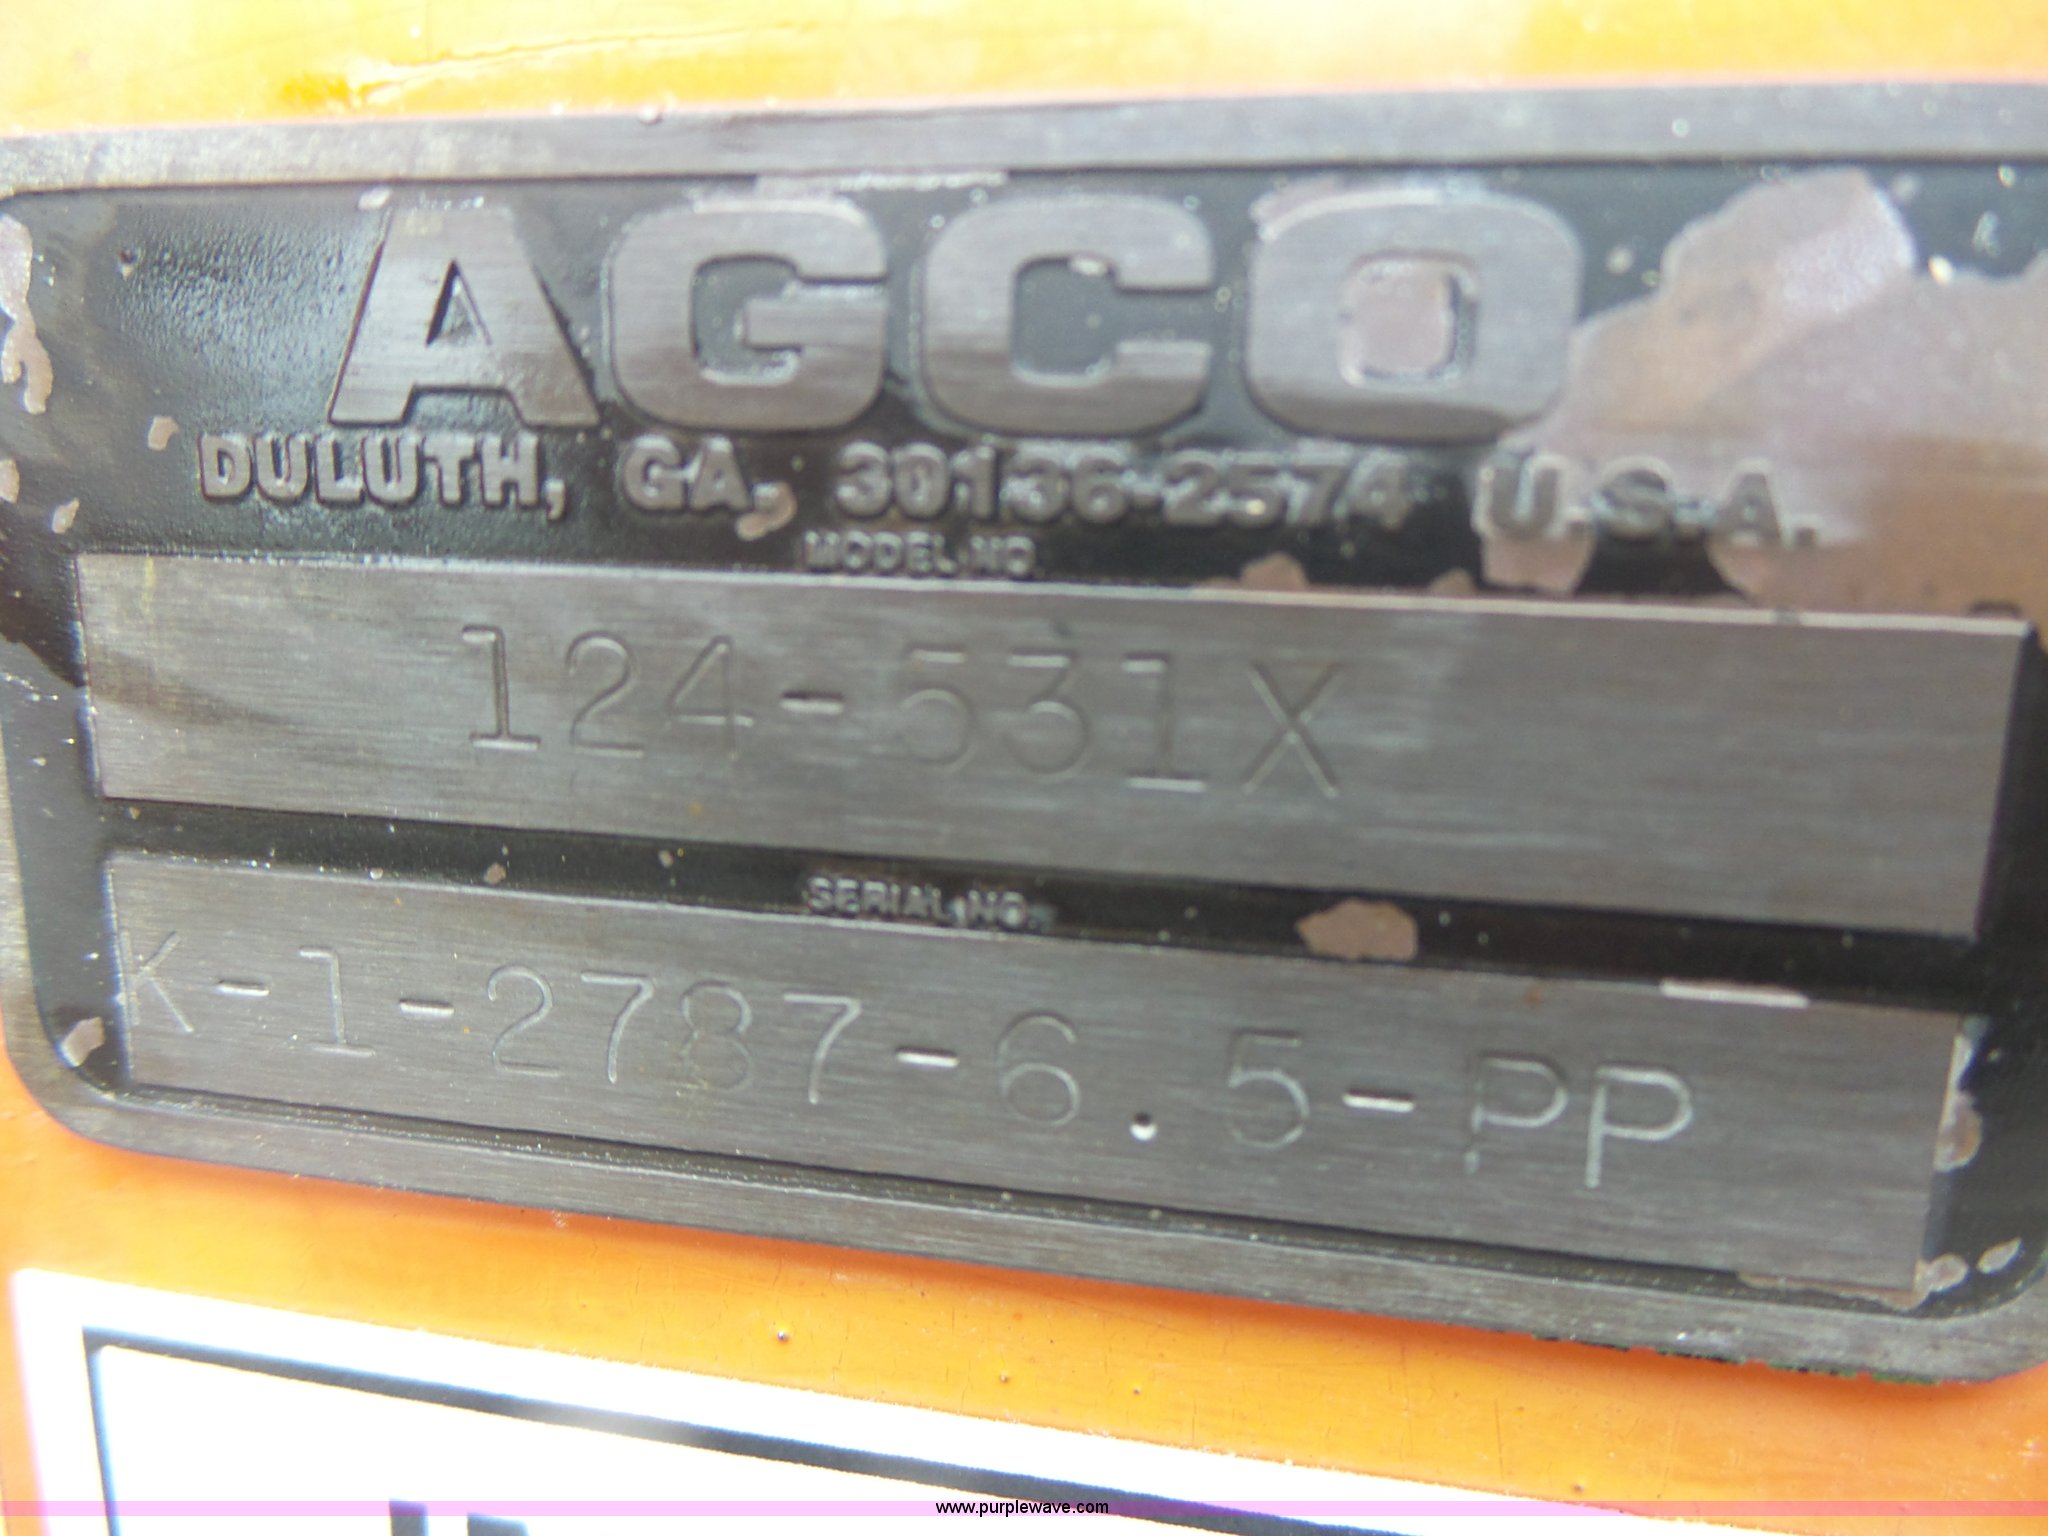 AGCO
DULUTH, GA, 30136-2574 U.S.A.
MODEL NO.
124-531X
SERIAL NO.
K-1-2787-6.5-PP
www.purplewave.com